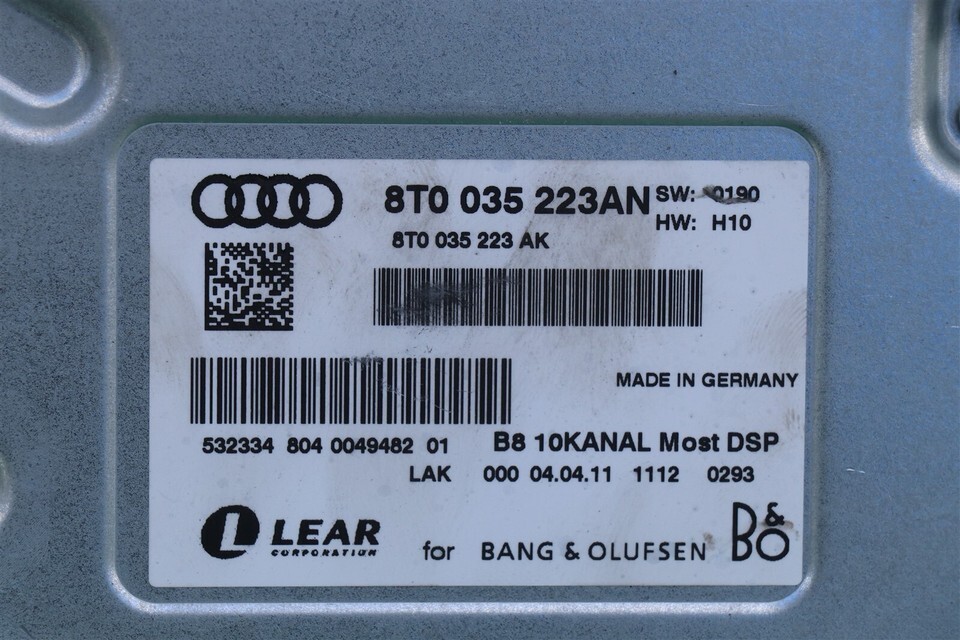 8T0 035 223AN SW: 0190
HW: H10
8T0 035 223 AK
MADE IN GERMANY
532334 804 0049482 01 B8 10KANAL Most DSP
LAK 000 04.04.11 1112 0293
L LEAR
CORPORATION
for BANG & OLUFSEN B&O